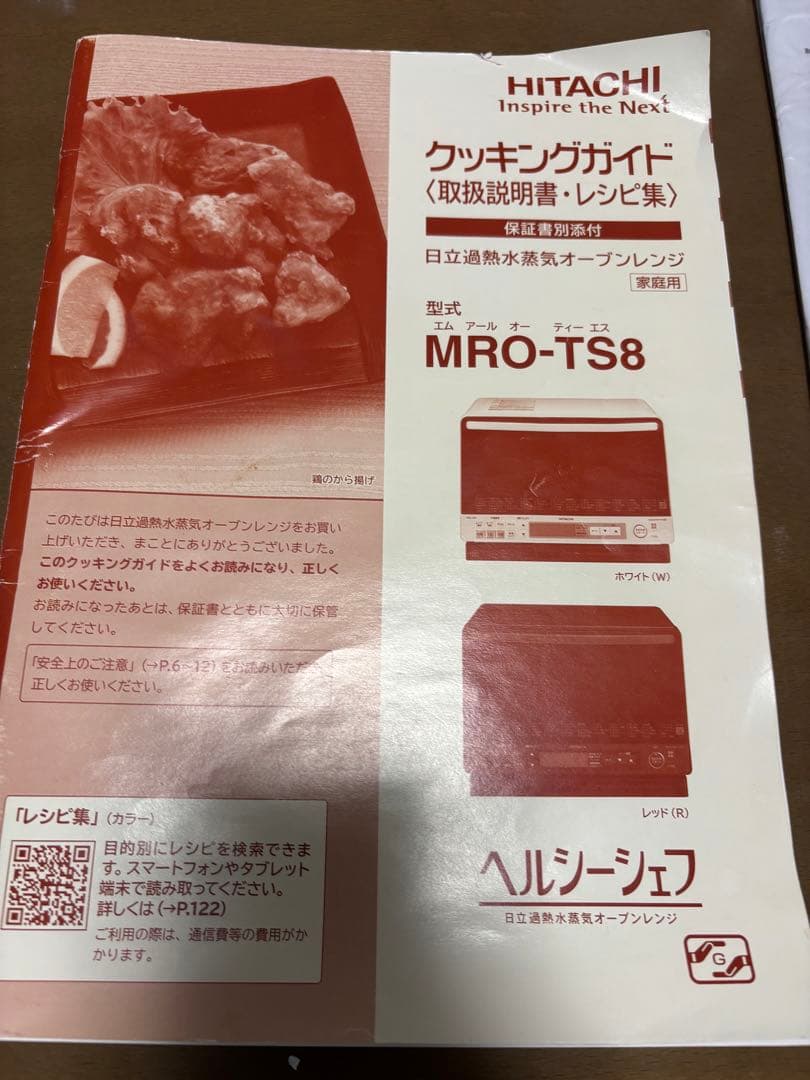 HITACHI
Inspire the Next
クッキングガイド
〈取扱説明書・レシピ集〉
保証書別添付
日立過熱水蒸気オーブンレンジ
家庭用
型式
エム アール オー ティー エス
MRO-TS8
鶏のから揚げ
このたびは日立過熱水蒸気オーブンレンジをお買い
上げいただき、まことにありがとうございました。
このクッキングガイドをよくお読みになり、正しく
お使いください。
お読みになったあとは、保証書とともに大切に保管
してください。
「安全上のご注意」(→P.6~12)をお読みいただき
正しくお使いください。
HITACHI
ホワイト(W)
レッド(R)
「レシピ集」(カラー)
目的別にレシピを検索できま
す。スマートフォンやタブレット
端末で読み取ってください。
詳しくは(→P.122)
ご利用の際は、通信費等の費用がか
かります。
ヘルシーシェフ
日立過熱水蒸気オーブンレンジ
G